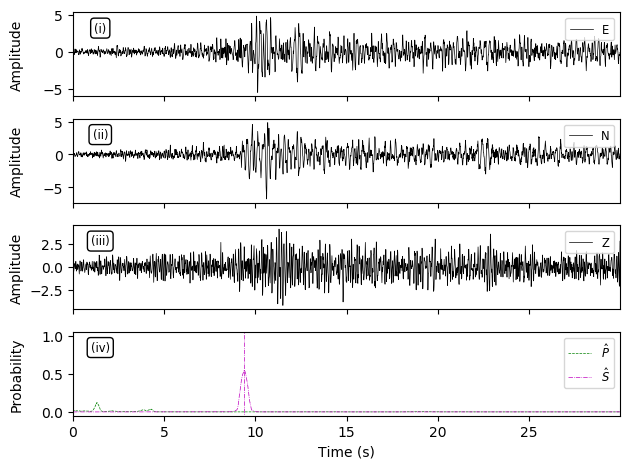 5
0
−5
Amplitude
(i)
E
5
0
−5
Amplitude
(ii)
N
2.5
0.0
−2.5
Amplitude
(iii)
Z
1.0
0.5
0.0
Probability
(iv)
P̂
Ŝ
0 5 10 15 20 25
Time (s)